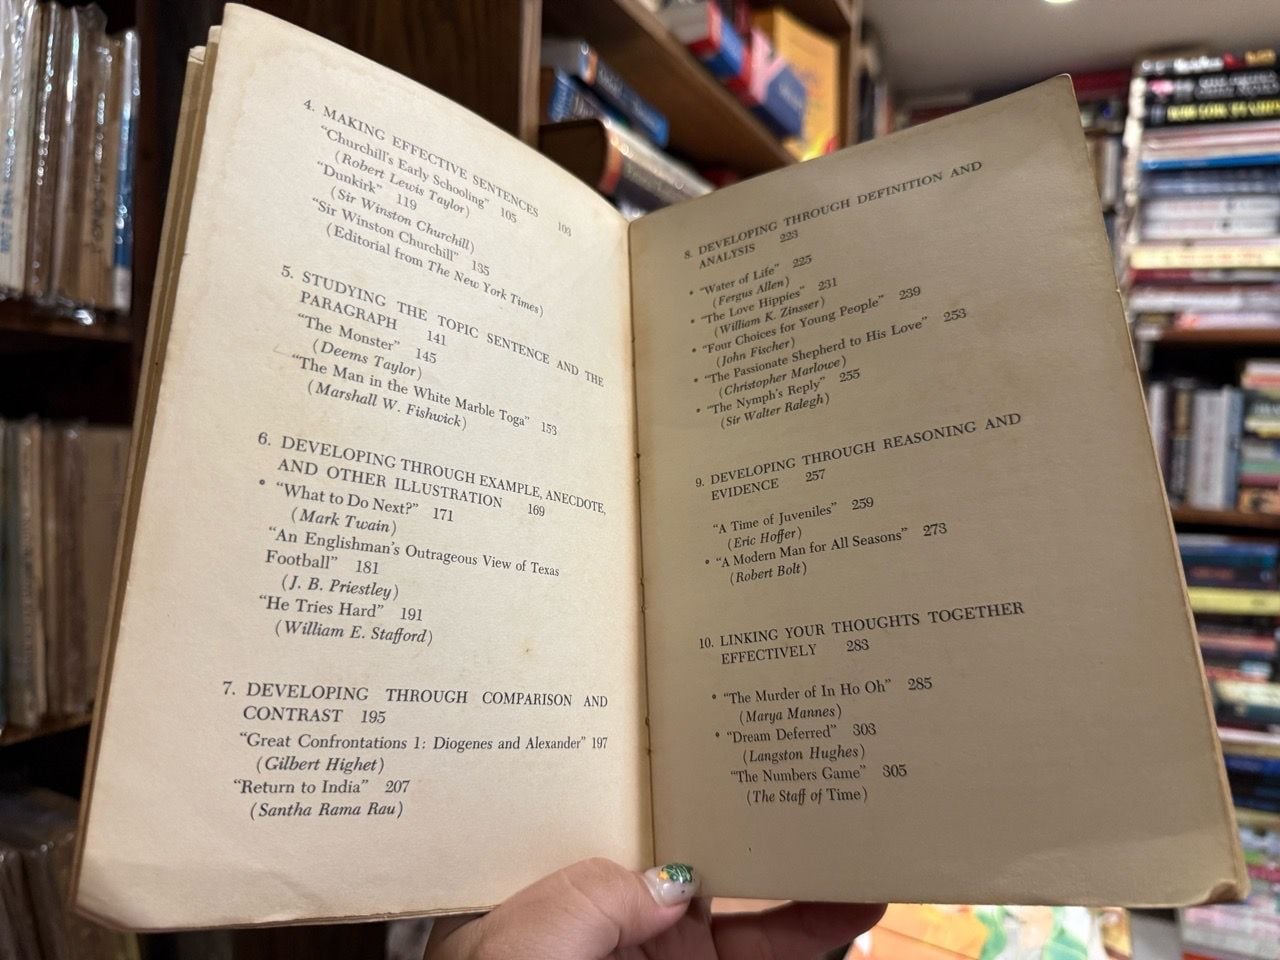 4. MAKING EFFECTIVE SENTENCES 103
"Churchill's Early Schooling" 105
(Robert Lewis Taylor)
"Dunkirk" 119
(Sir Winston Churchill)
"Sir Winston Churchill" 135
(Editorial from The New York Times)
5. STUDYING THE TOPIC SENTENCE AND THE
PARAGRAPH 141
"The Monster" 145
(Deems Taylor)
"The Man in the White Marble Toga" 153
(Marshall W. Fishwick)
6. DEVELOPING THROUGH EXAMPLE, ANECDOTE,
AND OTHER ILLUSTRATION 169
• "What to Do Next?" 171
(Mark Twain)
"An Englishman's Outrageous View of Texas
Football" 181
(J. B. Priestley)
"He Tries Hard" 191
(William E. Stafford)
7. DEVELOPING THROUGH COMPARISON AND
CONTRAST 195
"Great Confrontations 1: Diogenes and Alexander" 197
(Gilbert Highet)
"Return to India" 207
(Santha Rama Rau)
8. DEVELOPING THROUGH DEFINITION AND
ANALYSIS 223
• "Water of Life" 225
(Fergus Allen)
• "The Love Hippies" 231
(William K. Zinsser)
• "Four Choices for Young People" 239
(John Fischer)
• "The Passionate Shepherd to His Love" 253
(Christopher Marlowe)
• "The Nymph's Reply" 255
(Sir Walter Ralegh)
9. DEVELOPING THROUGH REASONING AND
EVIDENCE 257
"A Time of Juveniles" 259
(Eric Hoffer)
• "A Modern Man for All Seasons" 273
(Robert Bolt)
10. LINKING YOUR THOUGHTS TOGETHER
EFFECTIVELY 283
• "The Murder of In Ho Oh" 285
(Marya Mannes)
• "Dream Deferred" 303
(Langston Hughes)
"The Numbers Game" 305
(The Staff of Time)